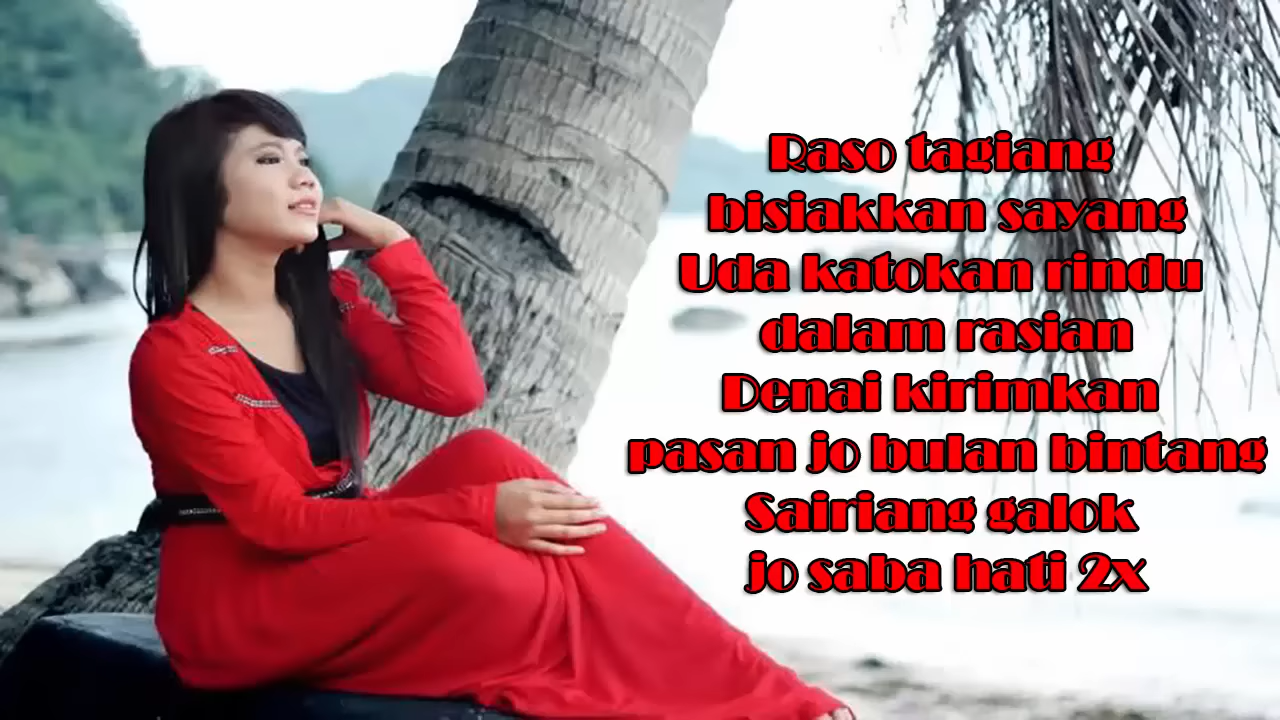 Raso tagiang
bisiakkan sayang
Uda katokan rindu
dalam rasian
Denai kirimkan
pasan jo bulan bintang
Sairiang galok
jo saba hati 2x